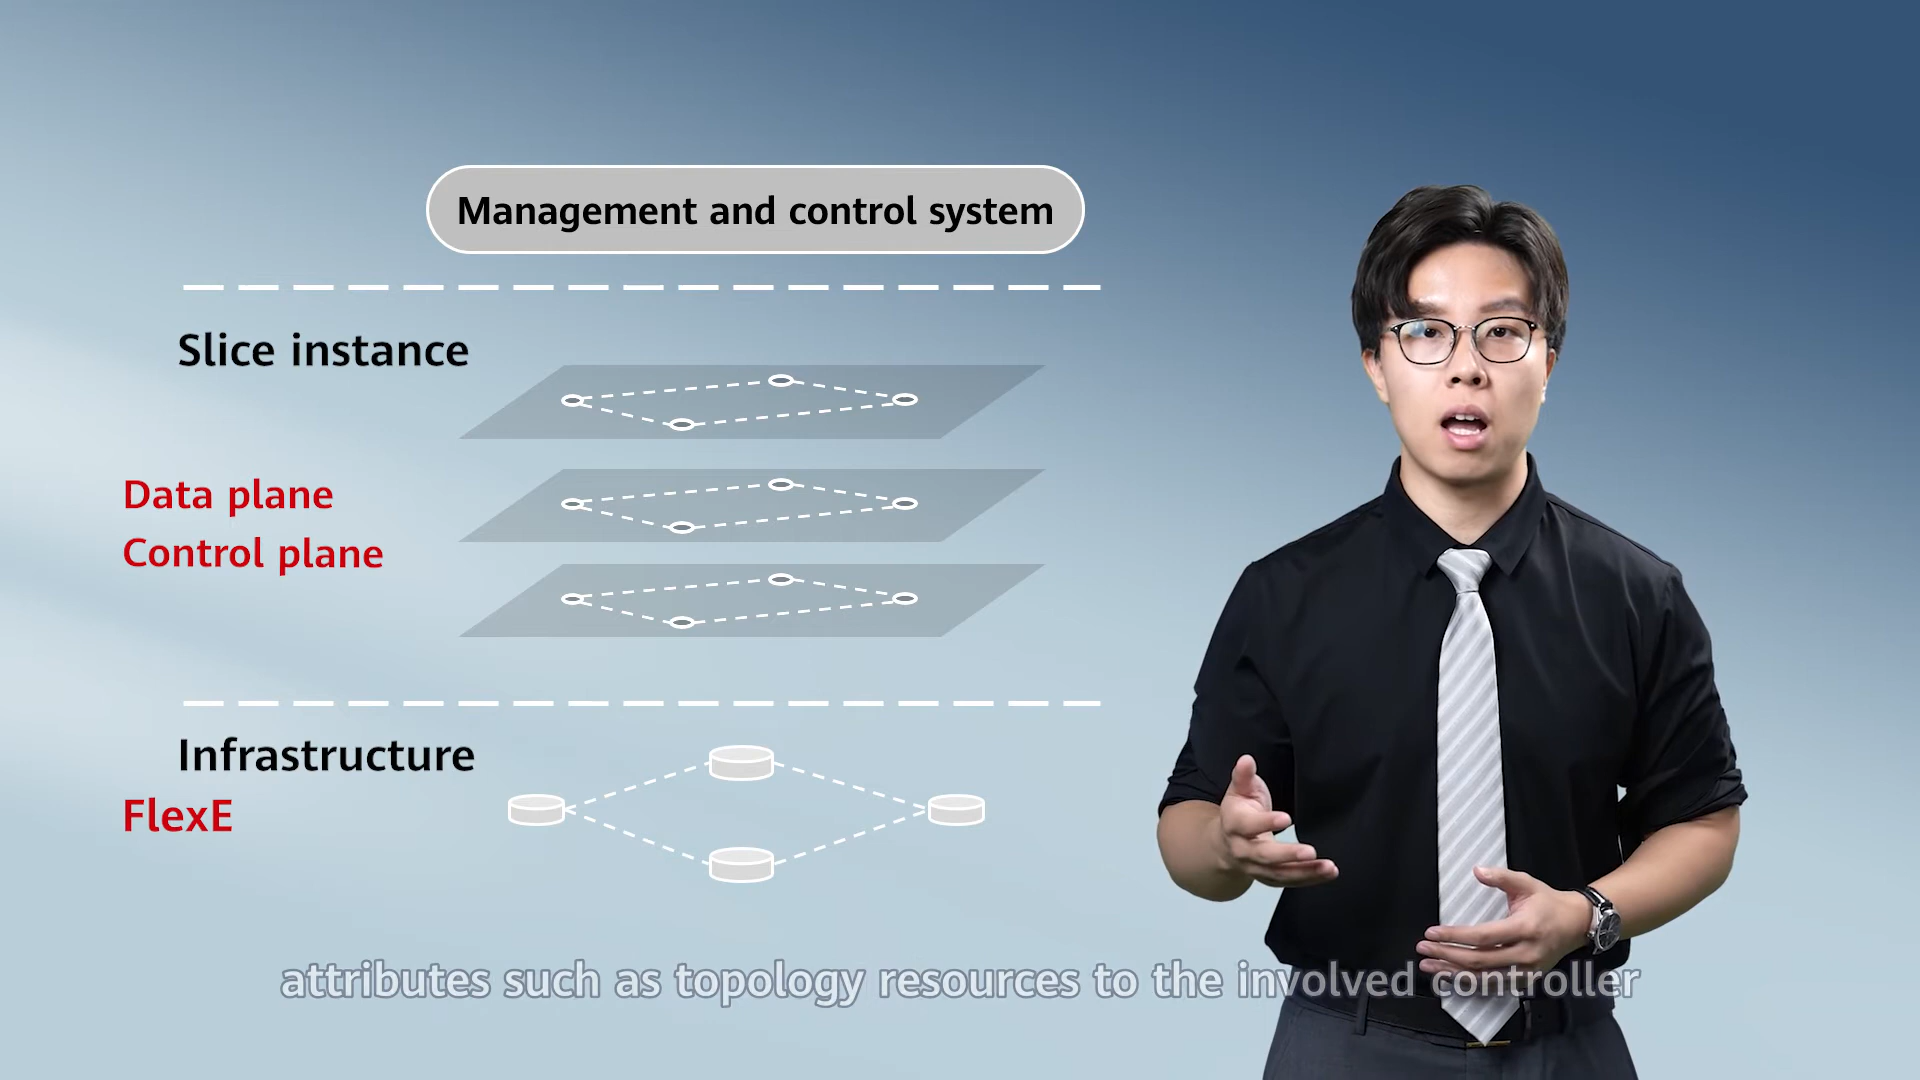 Management and control system
Slice instance
Data plane
Control plane
Infrastructure
FlexE
attributes such as topology resources to the involved controller